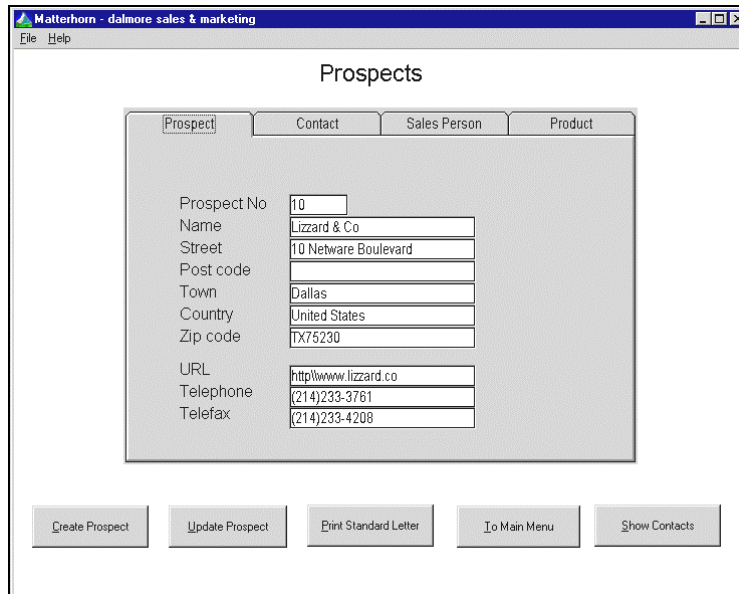 Matterhorn - dalmore sales & marketing
File Help
Prospects
Prospect Contact Sales Person Product
Prospect No 10
Name Lizzard & Co
Street 10 Netware Boulevard
Post code
Town Dallas
Country United States
Zip code TX75230
URL http\\www.lizzard.co
Telephone (214)233-3761
Telefax (214)233-4208
Create Prospect Update Prospect Print Standard Letter To Main Menu Show Contacts